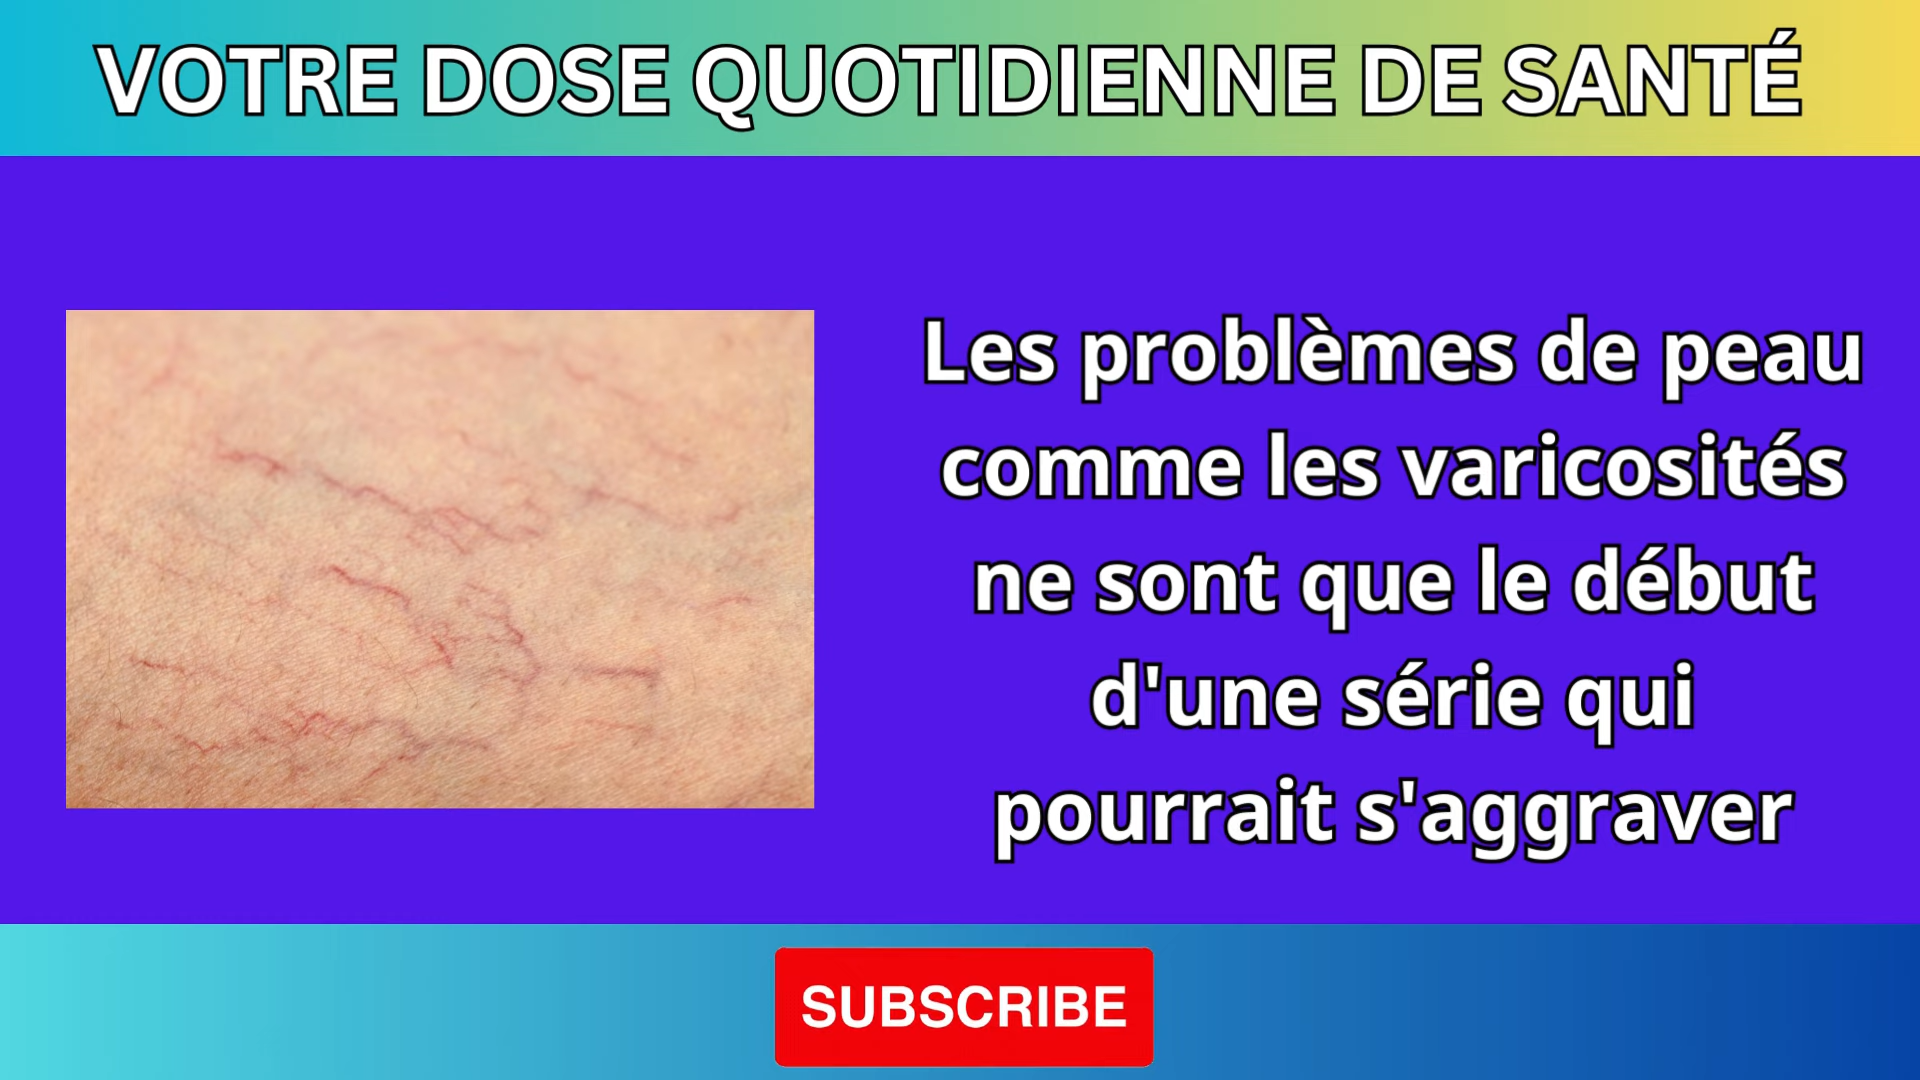 VOTRE DOSE QUOTIDIENNE DE SANTÉ
Les problèmes de peau
comme les varicosités
ne sont que le début
d'une série qui
pourrait s'aggraver
SUBSCRIBE